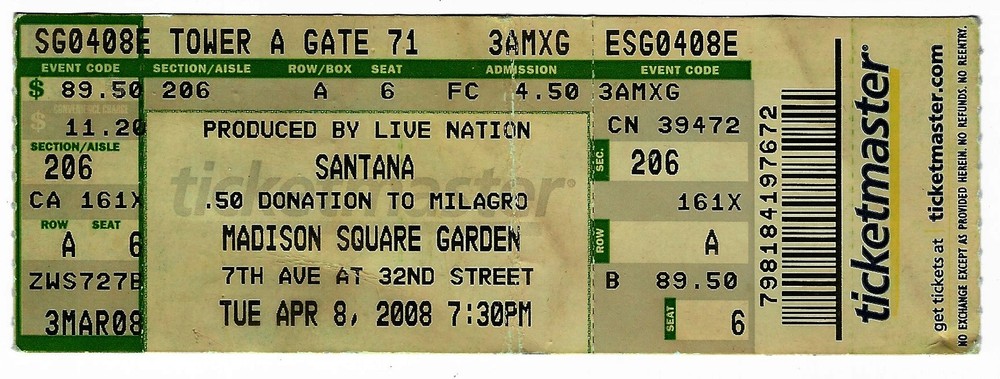 SG0408E TOWER A GATE 71 3AMXG ESG0408E
EVENT CODE SECTION/AISLE ROW/BOX SEAT ADMISSION EVENT CODE
$ 89.50 206 A 6 FC 4.50 3AMXG
CONVENIENCE CHARGE
$ 11.20
SECTION/AISLE
206
CA 161X
ROW SEAT
A 6
ZWS727B
3MAR08
PRODUCED BY LIVE NATION
SANTANA
ticketmaster
.50 DONATION TO MILAGRO
MADISON SQUARE GARDEN
7TH AVE AT 32ND STREET
TUE APR 8, 2008 7:30PM
CN 39472
SEC. 206
161X
ROW A
B 89.50
SEAT 6
798184197672
ticketmaster
get tickets at ticketmaster.com
NO EXCHANGE EXCEPT AS PROVIDED HEREIN. NO REFUNDS. NO REENTRY.